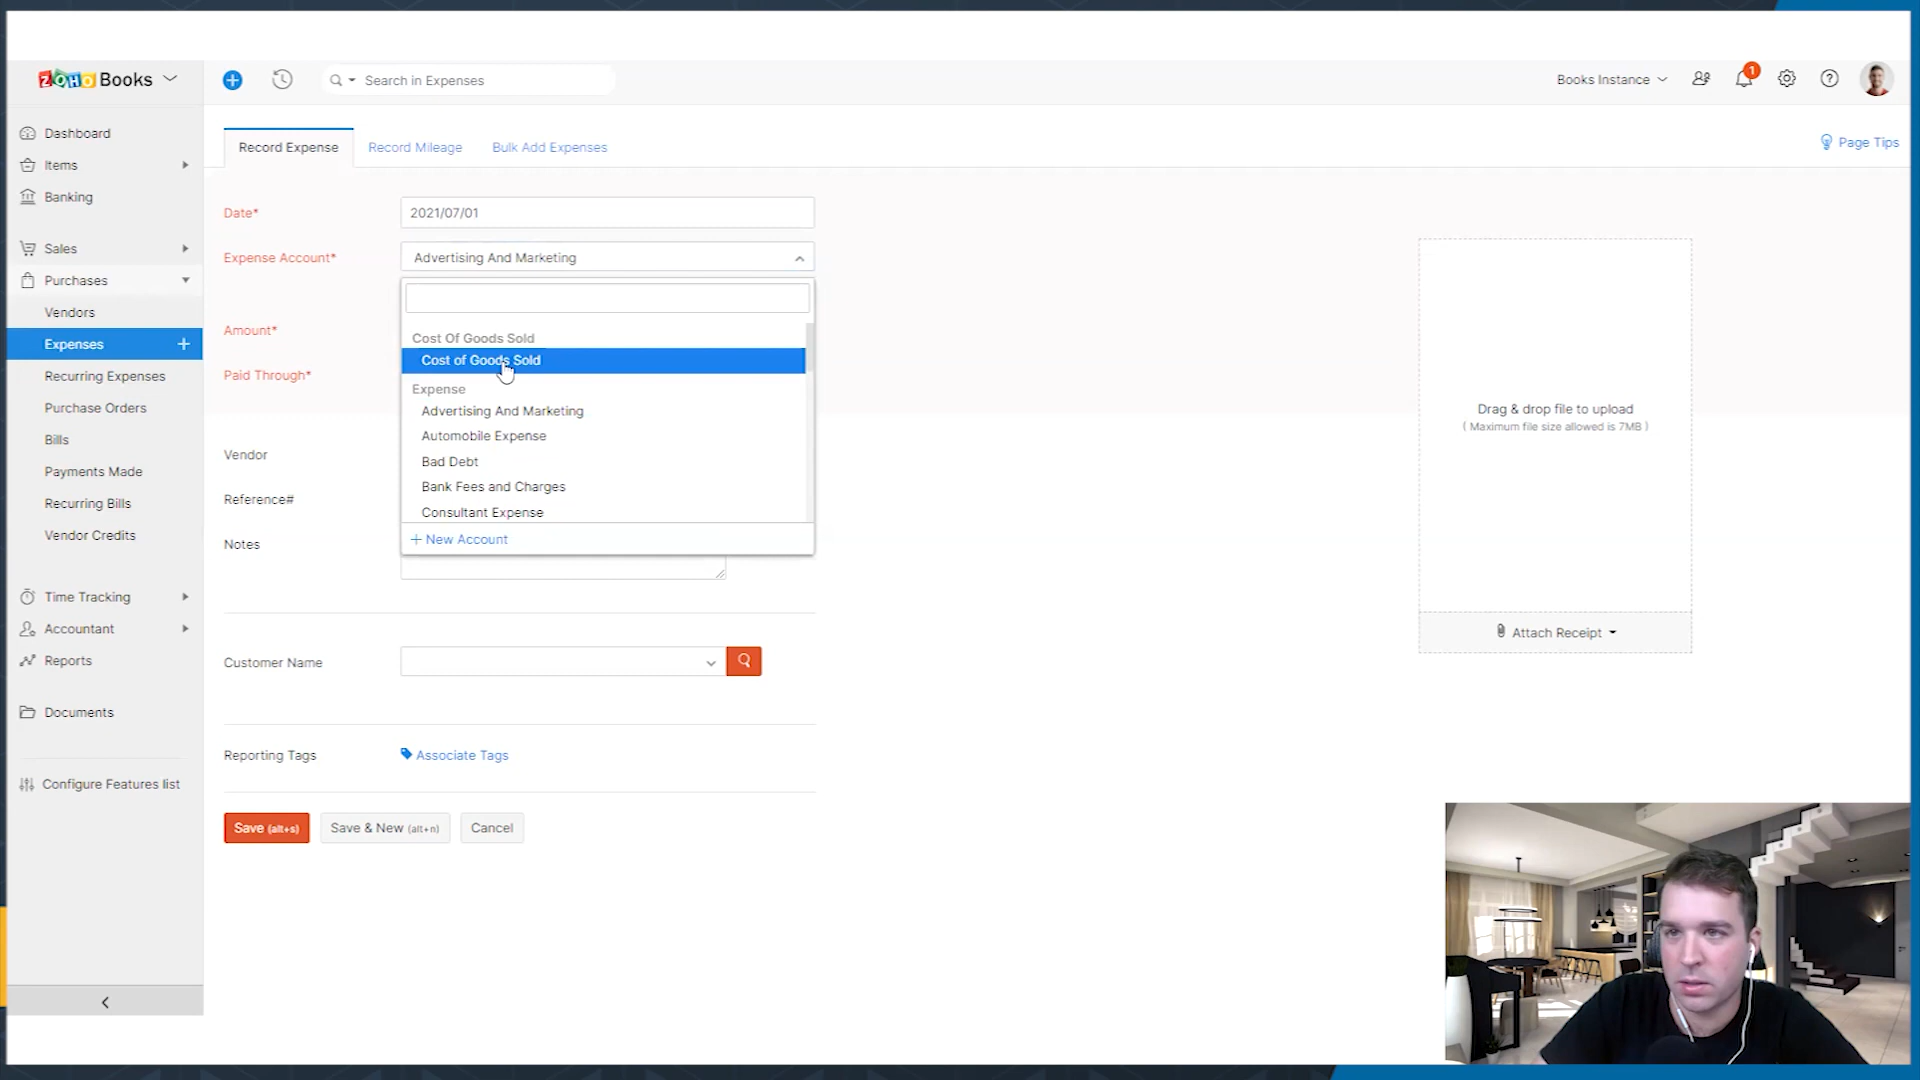 ZOHO Books
Search in Expenses
Books Instance
1
Dashboard
Items
Banking
Sales
Purchases
Vendors
Expenses
Recurring Expenses
Purchase Orders
Bills
Payments Made
Recurring Bills
Vendor Credits
Time Tracking
Accountant
Reports
Documents
Configure Features list
Record Expense
Record Mileage
Bulk Add Expenses
Page Tips
Date*
2021/07/01
Expense Account*
Advertising And Marketing
Cost Of Goods Sold
Cost of Goods Sold
Expense
Advertising And Marketing
Automobile Expense
Bad Debt
Bank Fees and Charges
Consultant Expense
+ New Account
Amount*
Paid Through*
Vendor
Reference#
Notes
Customer Name
Reporting Tags
Associate Tags
Save (alt+s)
Save & New (alt+n)
Cancel
Drag & drop file to upload
( Maximum file size allowed is 7MB )
Attach Receipt